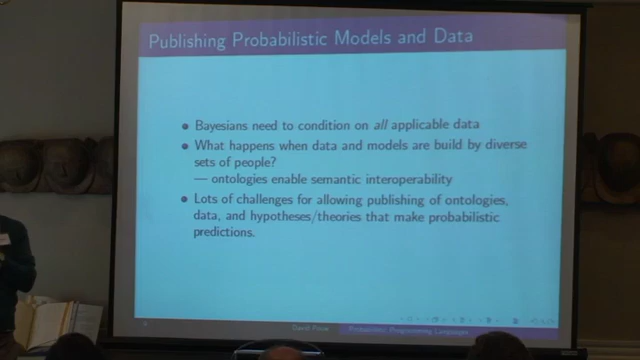 Publishing Probabilistic Models and Data
• Bayesians need to condition on all applicable data
• What happens when data and models are build by diverse
sets of people?
— ontologies enable semantic interoperability
• Lots of challenges for allowing publishing of ontologies,
data, and hypotheses/theories that make probabilistic
predictions.
David Poole Probabilistic Programming Languages